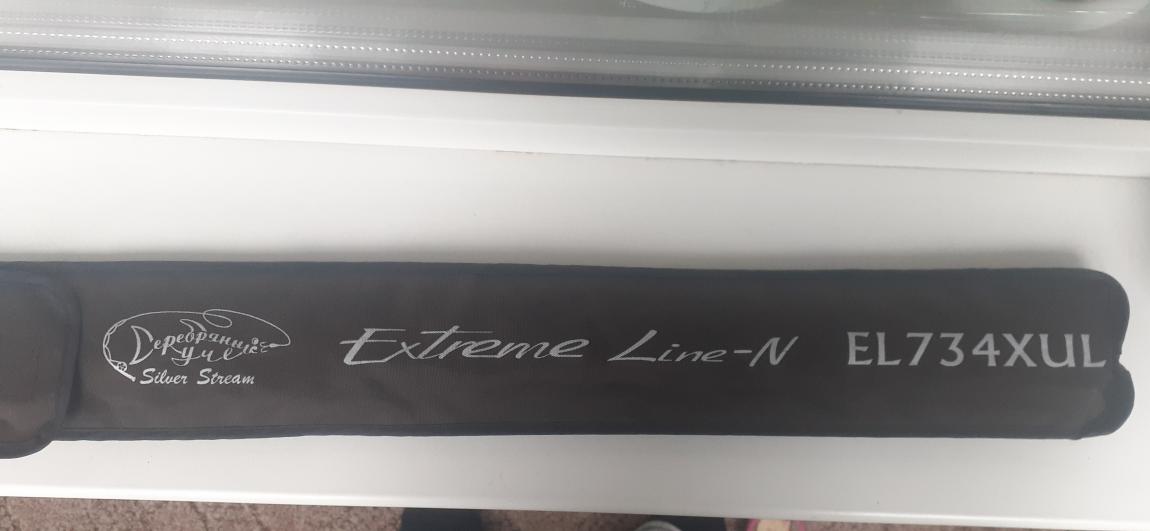 Серебряный
ручей
Silver Stream
Extreme Line-N
EL734XUL